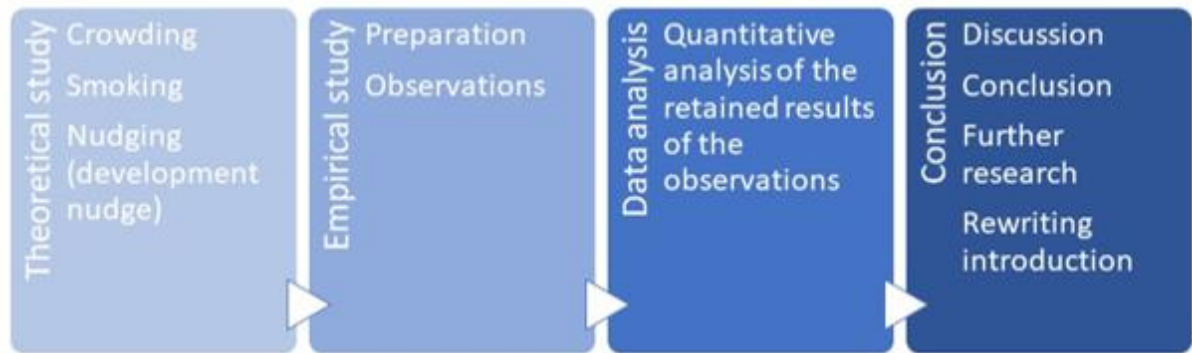 Theoretical study
Crowding
Smoking
Nudging
(development
nudge)
Empirical study
Preparation
Observations
Data analysis
Quantitative
analysis of the
retained results
of the
observations
Conclusion
Discussion
Conclusion
Further
research
Rewriting
introduction